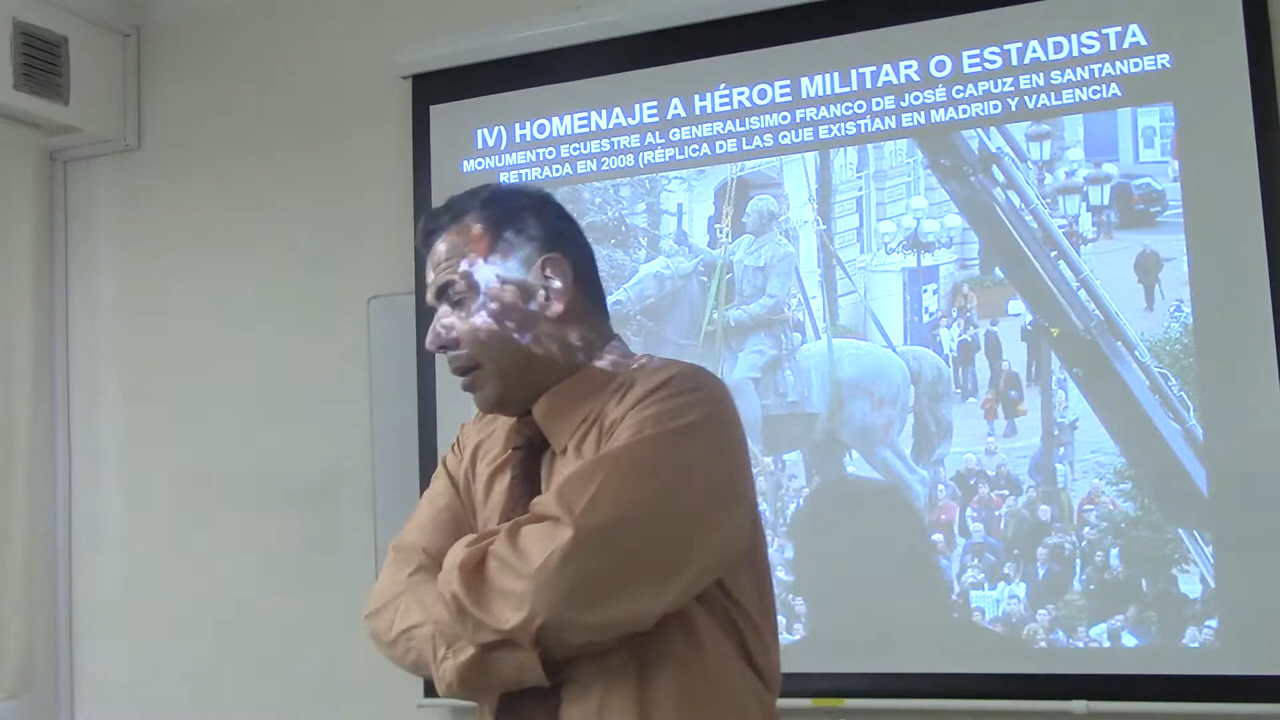 IV) HOMENAJE A HÉROE MILITAR O ESTADISTA
MONUMENTO ECUESTRE AL GENERALISIMO FRANCO DE JOSÉ CAPUZ EN SANTANDER
RETIRADA EN 2008 (RÉPLICA DE LAS QUE EXISTÍAN EN MADRID Y VALENCIA